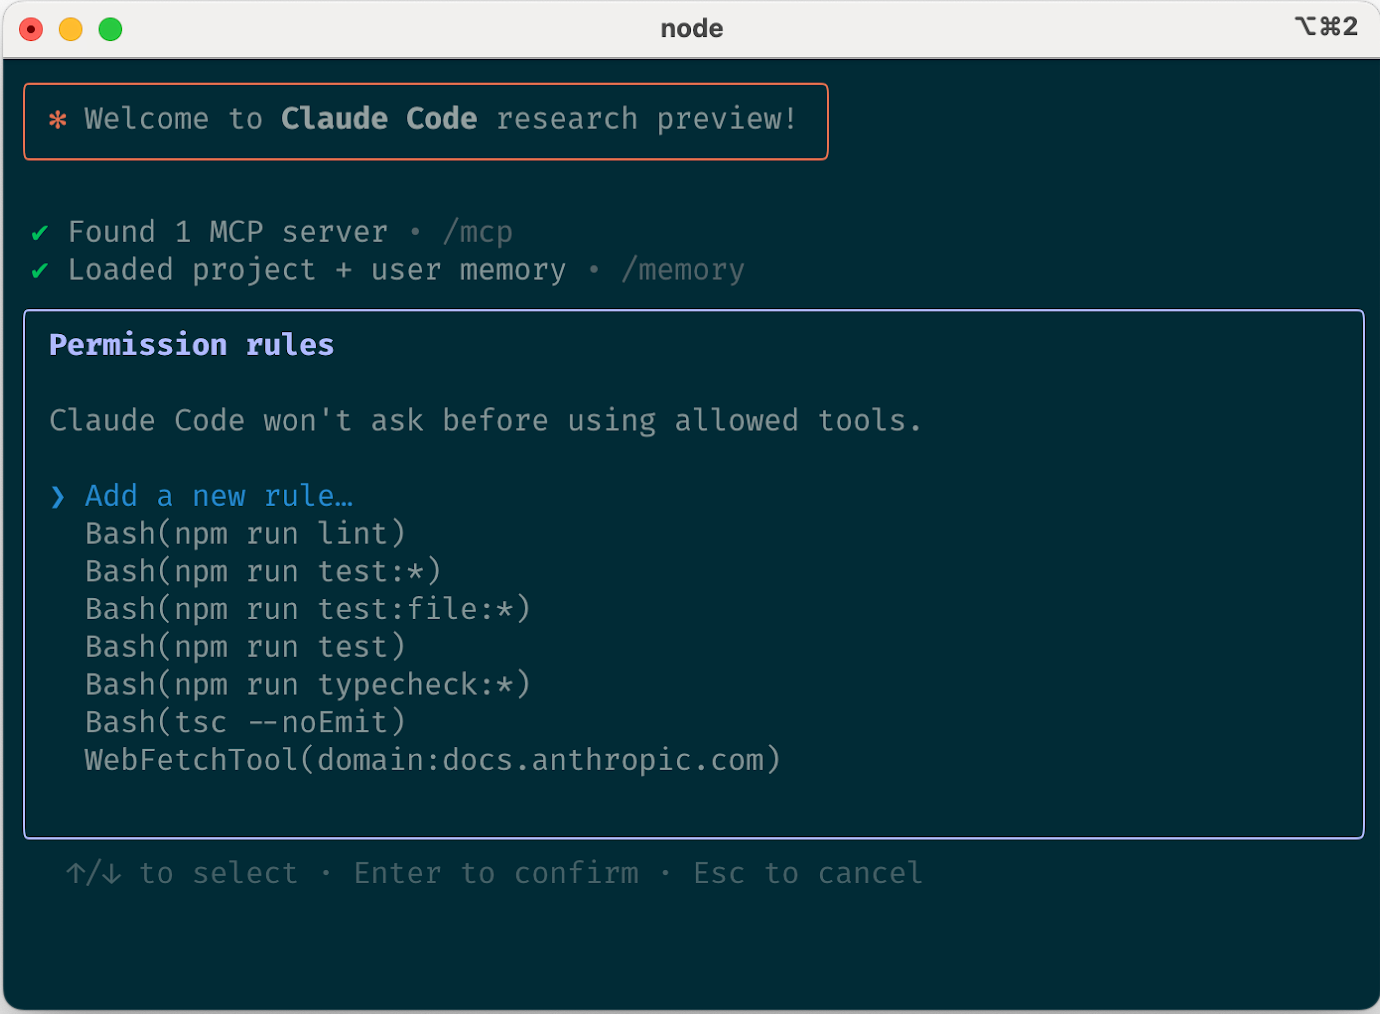 node
⌥⌘2
✻ Welcome to Claude Code research preview!
✔ Found 1 MCP server • /mcp
✔ Loaded project + user memory • /memory
Permission rules
Claude Code won't ask before using allowed tools.
❯ Add a new rule…
Bash(npm run lint)
Bash(npm run test:*)
Bash(npm run test:file:*)
Bash(npm run test)
Bash(npm run typecheck:*)
Bash(tsc --noEmit)
WebFetchTool(domain:docs.anthropic.com)
↑/↓ to select · Enter to confirm · Esc to cancel